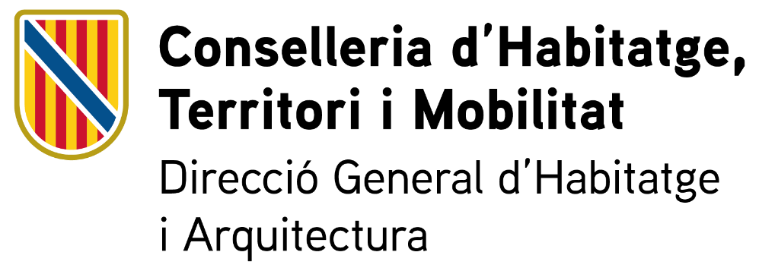 Conselleria d'Habitatge,
Territori i Mobilitat
Direcció General d'Habitatge
i Arquitectura